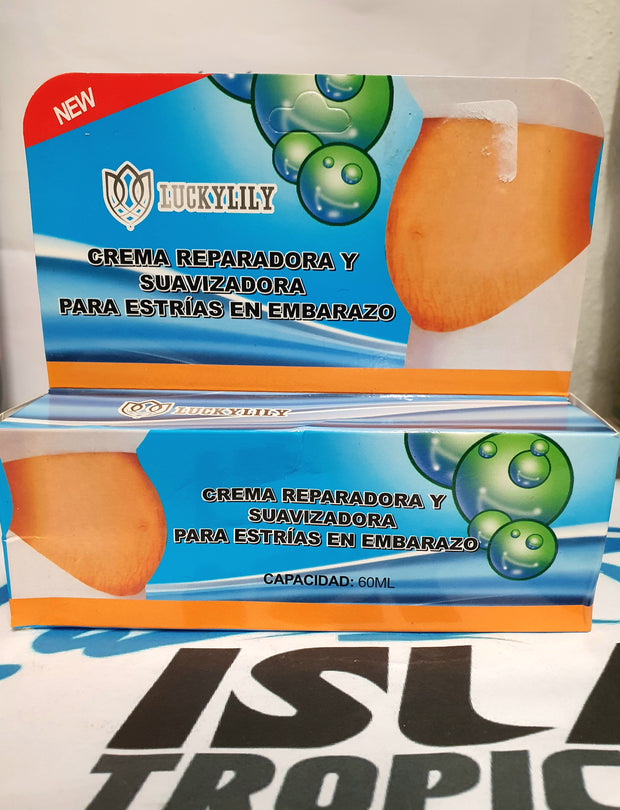 NEW
LUCKYLILY
CREMA REPARADORA Y
SUAVIZADORA
PARA ESTRÍAS EN EMBARAZO
LUCKYLILY
CREMA REPARADORA Y
SUAVIZADORA
PARA ESTRÍAS EN EMBARAZO
CAPACIDAD: 60ML